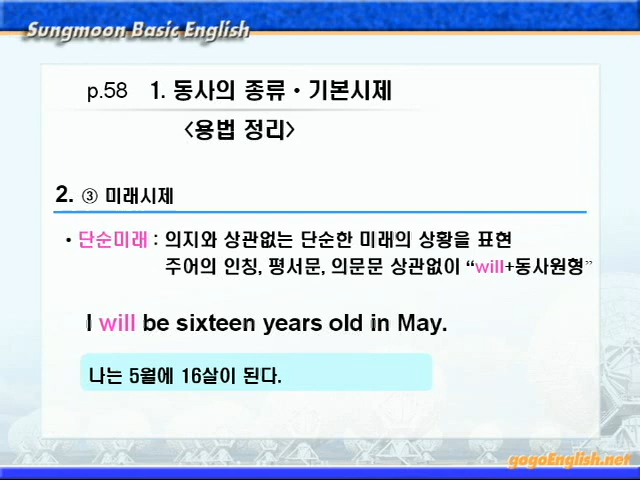 Sungmoon Basic English
p.58 1. 동사의 종류 • 기본시제
<용법 정리>
2. ③ 미래시제
• 단순미래 : 의지와 상관없는 단순한 미래의 상황을 표현
주어의 인칭, 평서문, 의문문 상관없이 “will+동사원형”
I will be sixteen years old in May.
나는 5월에 16살이 된다.
gogoEnglish.net